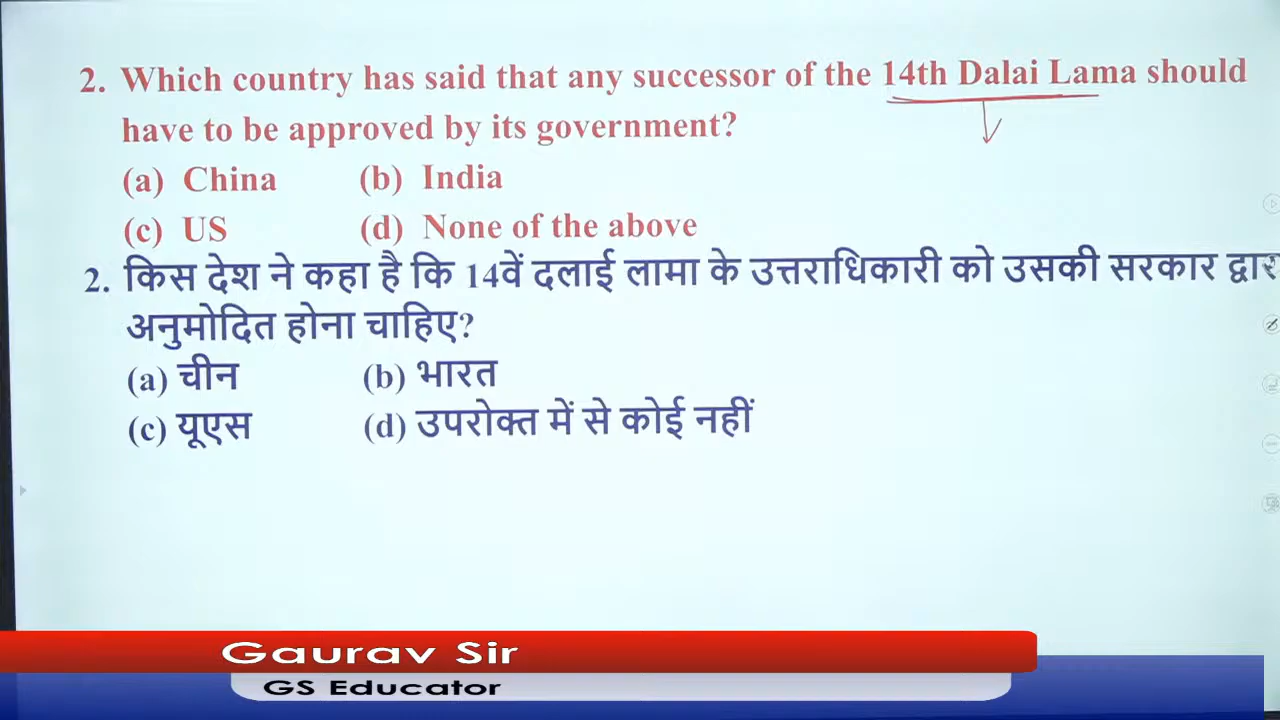 2. Which country has said that any successor of the 14th Dalai Lama should
have to be approved by its government?
(a) China (b) India
(c) US (d) None of the above
2. किस देश ने कहा है कि 14वें दलाई लामा के उत्तराधिकारी को उसकी सरकार
अनुमोदित होना चाहिए?
(a) चीन (b) भारत
(c) यूएस (d) उपरोक्त में से कोई नहीं
Gaurav Sir
GS Educator